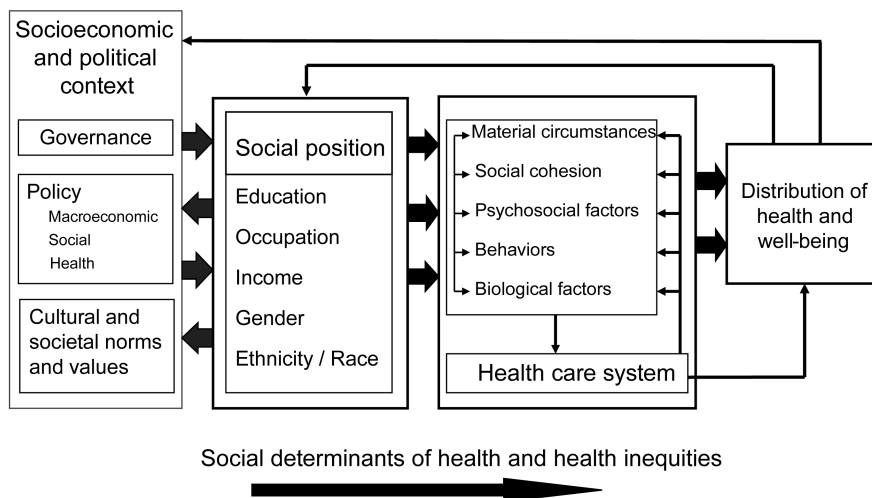 Socioeconomic
and political
context
Governance
Policy
Macroeconomic
Social
Health
Cultural and
societal norms
and values
Social position
Education
Occupation
Income
Gender
Ethnicity / Race
Material circumstances
Social cohesion
Psychosocial factors
Behaviors
Biological factors
Health care system
Distribution of
health and
well-being
Social determinants of health and health inequities